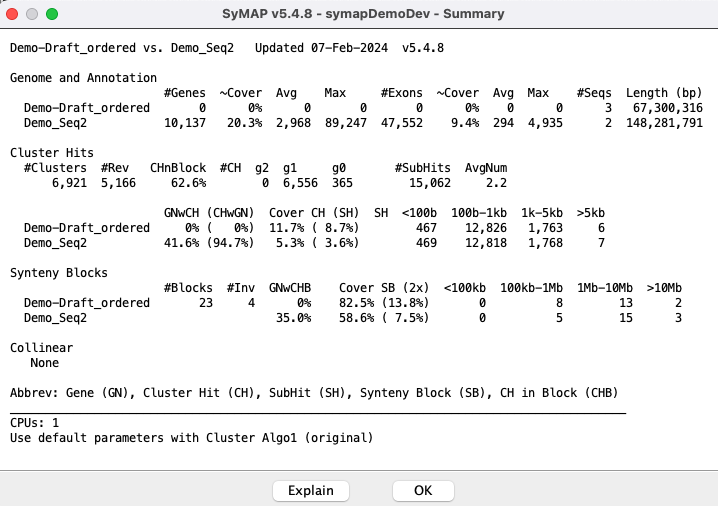 SyMAP v5.4.8 - symapDemoDev - Summary
Demo-Draft_ordered vs. Demo_Seq2   Updated 07-Feb-2024  v5.4.8
Genome and Annotation
                      #Genes  ~Cover  Avg    Max     #Exons  ~Cover  Avg  Max    #Seqs  Length (bp)
  Demo-Draft_ordered       0      0%     0       0        0      0%    0      0      3   67,300,316
  Demo_Seq2           10,137   20.3%  2,968  89,247  47,552    9.4%  294  4,935      2  148,281,791
Cluster Hits
  #Clusters  #Rev   CHnBlock  #CH  g2  g1     g0       #SubHits  AvgNum
      6,921  5,166     62.6%        0  6,556  365        15,062     2.2
                      GNwCH (CHwGN)  Cover CH (SH)  SH  <100b  100b-1kb  1k-5kb  >5kb
  Demo-Draft_ordered     0% (   0%)  11.7% ( 8.7%)        467    12,826   1,763     6
  Demo_Seq2           41.6% (94.7%)   5.3% ( 3.6%)        469    12,818   1,768     7
Synteny Blocks
                      #Blocks  #Inv  GNwCHB    Cover SB (2x)  <100kb  100kb-1Mb  1Mb-10Mb  >10Mb
  Demo-Draft_ordered       23     4      0%    82.5% (13.8%)       0          8        13      2
  Demo_Seq2                           35.0%    58.6% ( 7.5%)       0          5        15      3
Collinear
   None
Abbrev: Gene (GN), Cluster Hit (CH), SubHit (SH), Synteny Block (SB), CH in Block (CHB)
CPUs: 1
Use default parameters with Cluster Algo1 (original)
Explain    OK